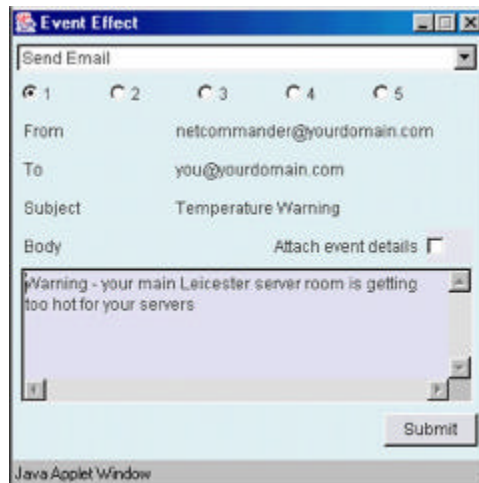 Event Effect
Send Email
1 2 3 4 5
From netcommander@yourdomain.com
To you@yourdomain.com
Subject Temperature Warning
Body Attach event details
Warning - your main Leicester server room is getting
too hot for your servers
Submit
Java Applet Window